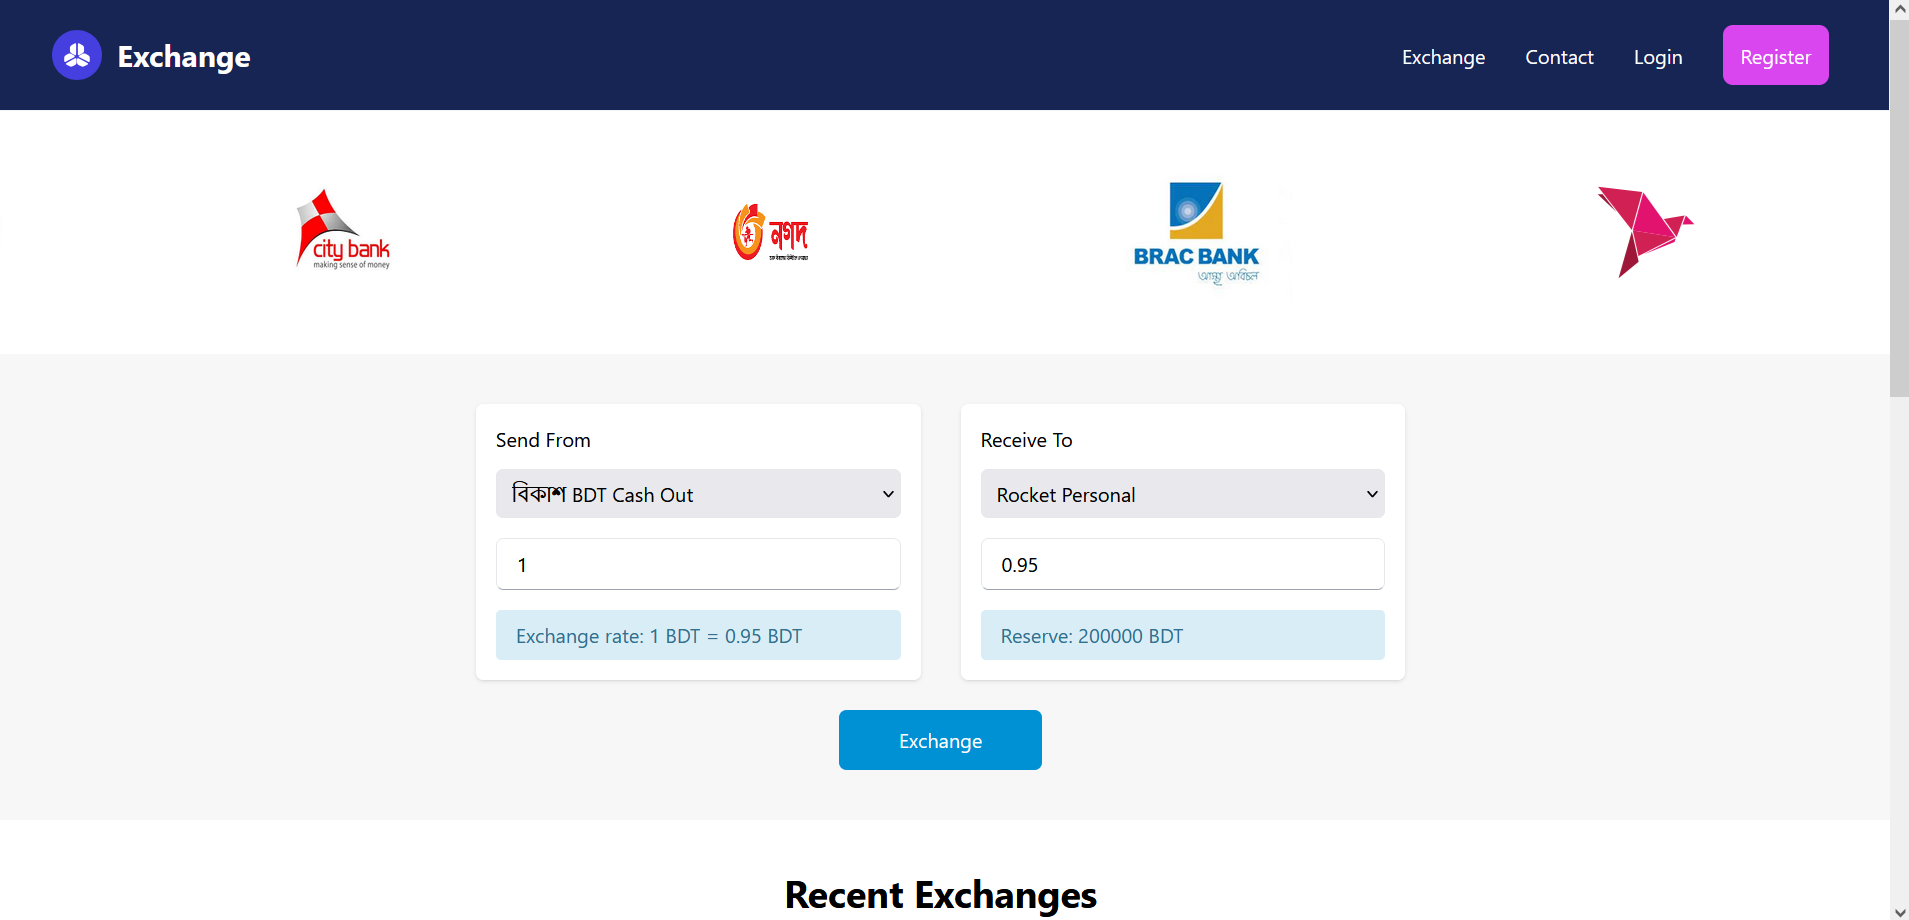 Exchange
Exchange Contact Login Register
city bank
making sense of money
নগদ
BRAC BANK
আস্থা অবিচল
Send From
বিকাশ BDT Cash Out
1
Exchange rate: 1 BDT = 0.95 BDT
Receive To
Rocket Personal
0.95
Reserve: 200000 BDT
Exchange
Recent Exchanges